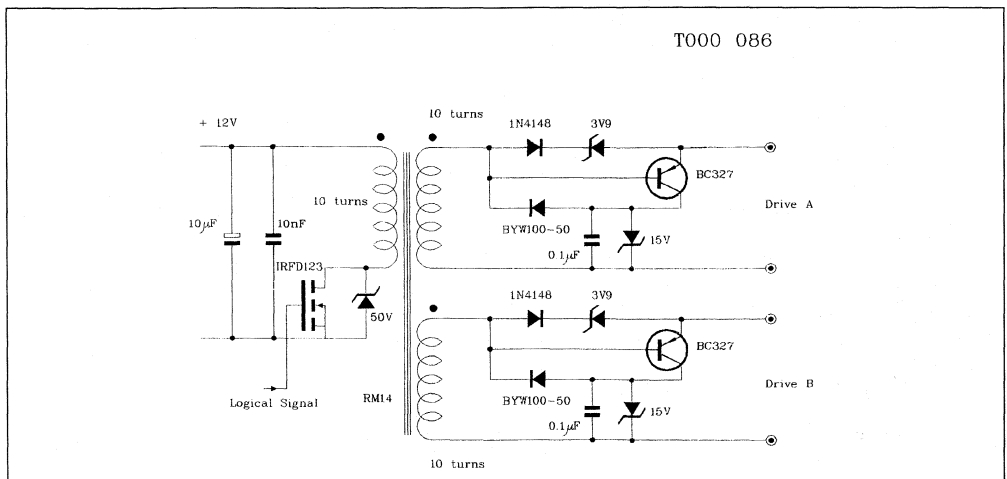 T000 086
10 turns
+ 12V
1N4148
3V9
BC327
10 turns
Drive A
10μF
10nF
BYW100-50
15V
0.1μF
IRFD123
1N4148
3V9
50V
BC327
Logical Signal
RM14
BYW100-50
Drive B
15V
0.1μF
10 turns